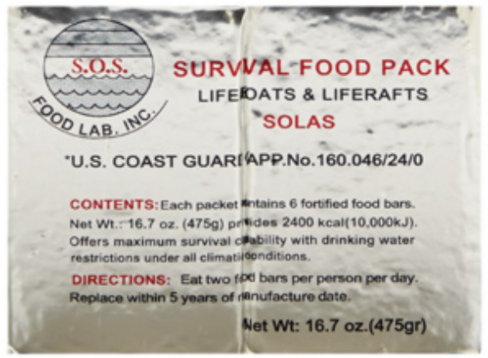 S.O.S.
FOOD LAB. INC.
SURVIVAL FOOD PACK
LIFEBOATS & LIFERAFTS
SOLAS
"U.S. COAST GUARD APP.No.160.046/24/0
CONTENTS: Each packet contains 6 fortified food bars.
Net Wt.: 16.7 oz. (475g) provides 2400 kcal(10,000kJ).
Offers maximum survival capability with drinking water
restrictions under all climatic conditions.
DIRECTIONS: Eat two food bars per person per day.
Replace within 5 years of manufacture date.
Net Wt: 16.7 oz.(475gr)